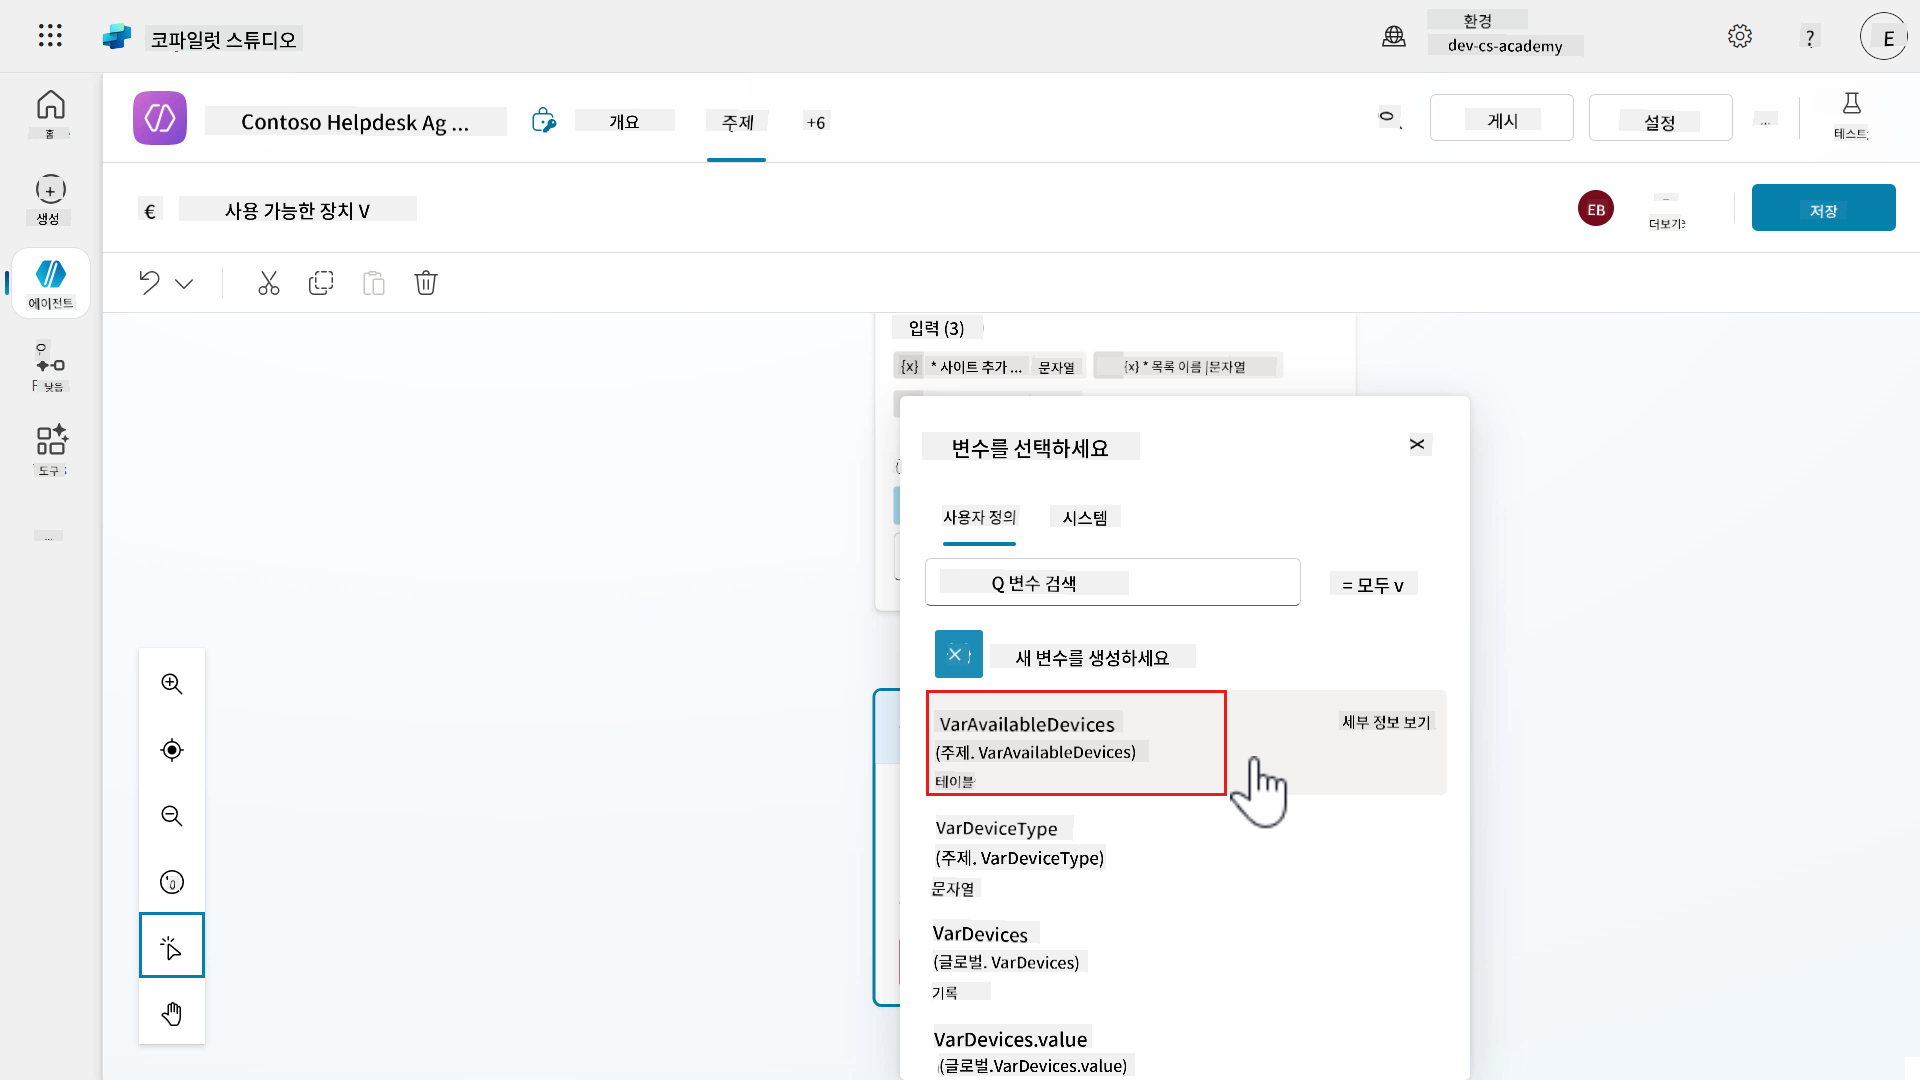 코파일럿 스튜디오
환경
dev-cs-academy
?
E
홈
생성
에이전트
낮음
도구
Contoso Helpdesk Ag ...
개요
주제
+6
게시
설정
...
테스트
€
사용 가능한 장치 V
EB
더보기
저장
입력 (3)
{x} * 사이트 추가 ... 문자열
{x} * 목록 이름 |문자열
변수를 선택하세요
사용자 정의
시스템
Q 변수 검색
= 모두 v
새 변수를 생성하세요
VarAvailableDevices
(주제. VarAvailableDevices)
테이블
세부 정보 보기
VarDeviceType
(주제. VarDeviceType)
문자열
VarDevices
(글로벌. VarDevices)
기록
VarDevices.value
(글로벌.VarDevices.value)